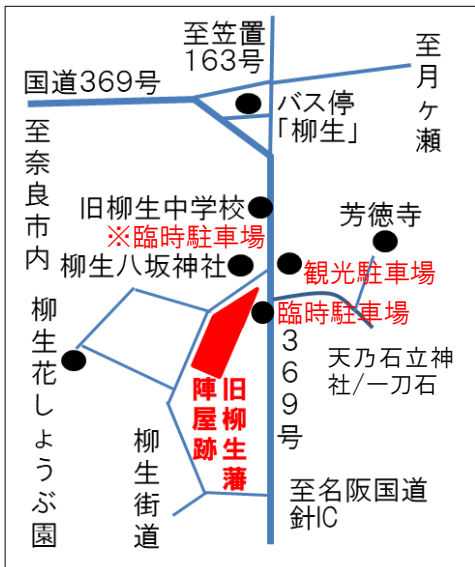 至笠置
163号
至月ヶ瀬
国道369号
バス停
「柳生」
至奈良市内
旧柳生中学校
※臨時駐車場
芳徳寺
柳生八坂神社
観光駐車場
臨時駐車場
柳生花しょうぶ園
369号
天乃石立神
社/一刀石
旧柳生藩
陣屋跡
柳生街道
至名阪国道
針IC